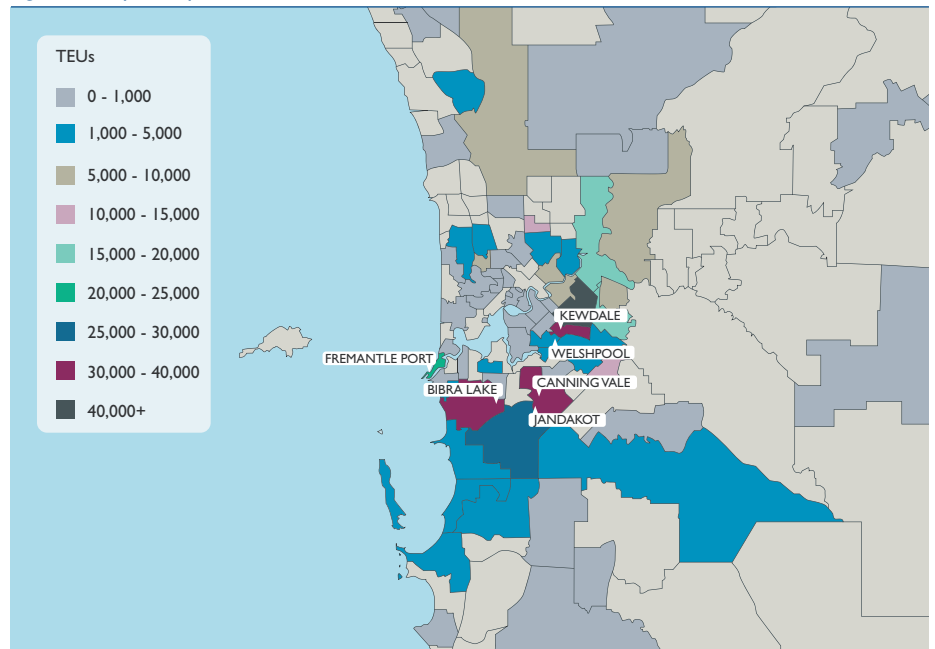 TEUs
0 - 1,000
1,000 - 5,000
5,000 - 10,000
10,000 - 15,000
15,000 - 20,000
20,000 - 25,000
25,000 - 30,000
30,000 - 40,000
40,000+
KEWDALE
WELSHPOOL
FREMANTLE PORT
CANNING VALE
BIBRA LAKE
JANDAKOT